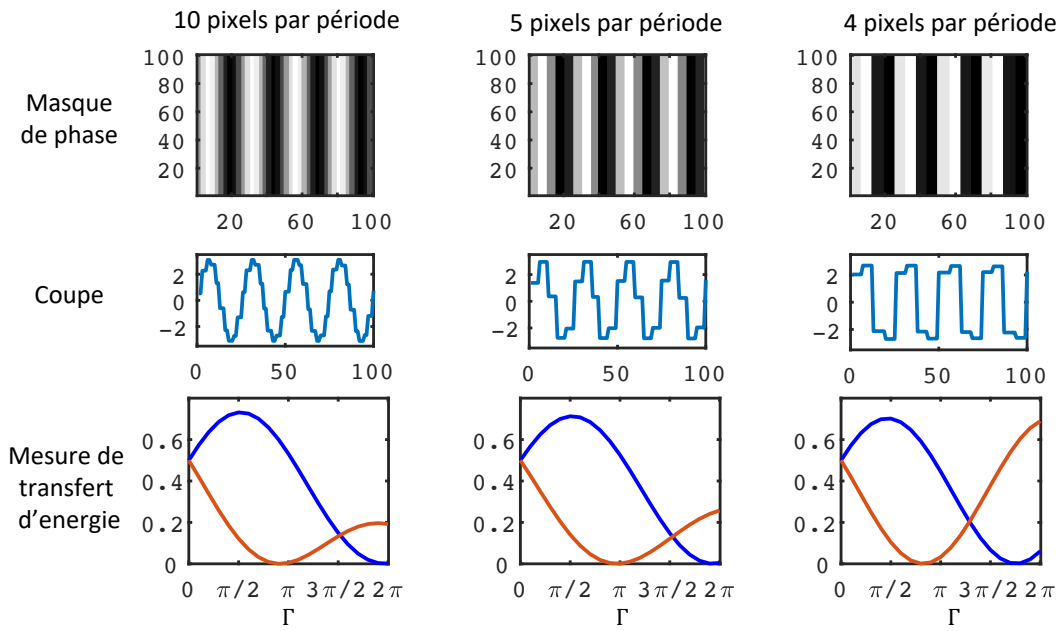 10 pixels par période
5 pixels par période
4 pixels par période
Masque
de phase
100
80
60
40
20
20 60 100
100
80
60
40
20
20 60 100
100
80
60
40
20
20 60 100
Coupe
2
0
−2
0 50 100
2
0
−2
0 50 100
2
0
−2
0 50 100
Mesure de
transfert
d’energie
0.6
0.4
0.2
0
0 π/2 π 3π/2 2π
Γ
0.6
0.4
0.2
0
0 π/2 π 3π/2 2π
Γ
0.6
0.4
0.2
0
0 π/2 π 3π/2 2π
Γ